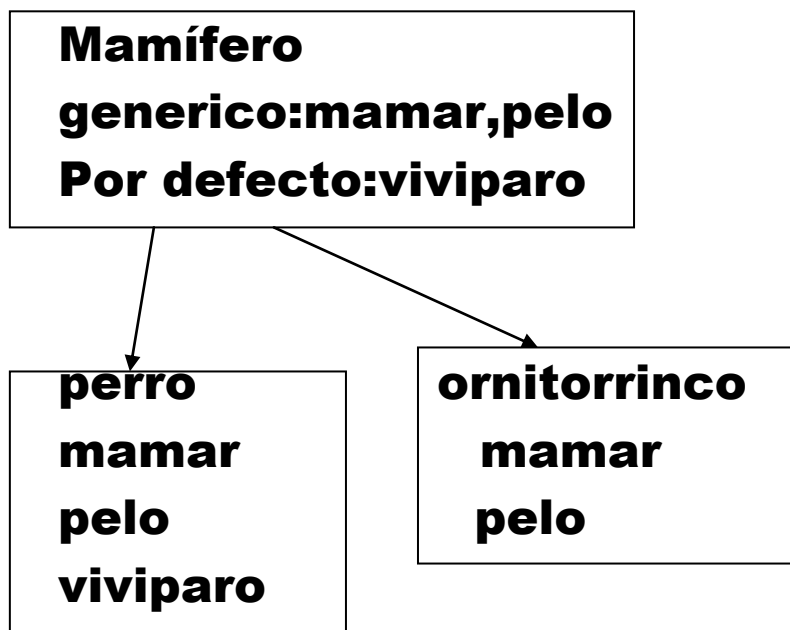 Mamífero
generico:mamar,pelo
Por defecto:viviparo
perro
mamar
pelo
viviparo
ornitorrinco
mamar
pelo